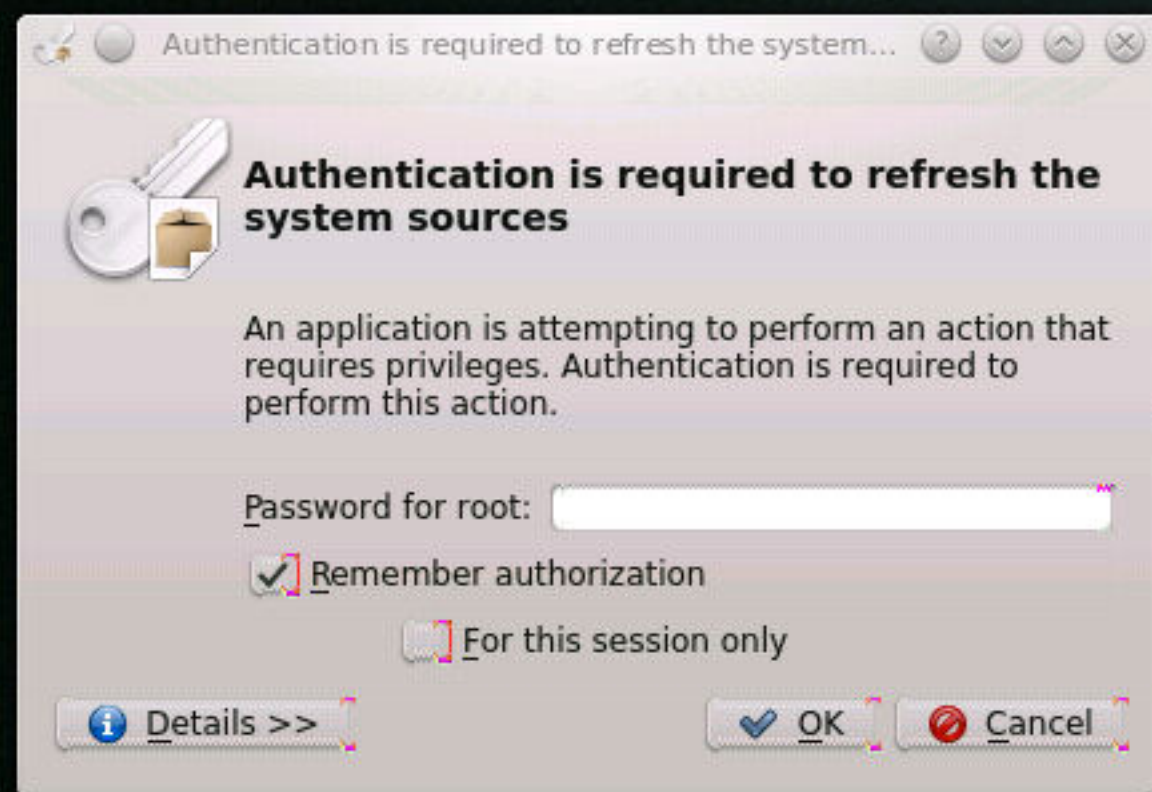 Authentication is required to refresh the system...
Authentication is required to refresh the
system sources
An application is attempting to perform an action that
requires privileges. Authentication is required to
perform this action.
Password for root:
Remember authorization
For this session only
Details >> OK Cancel